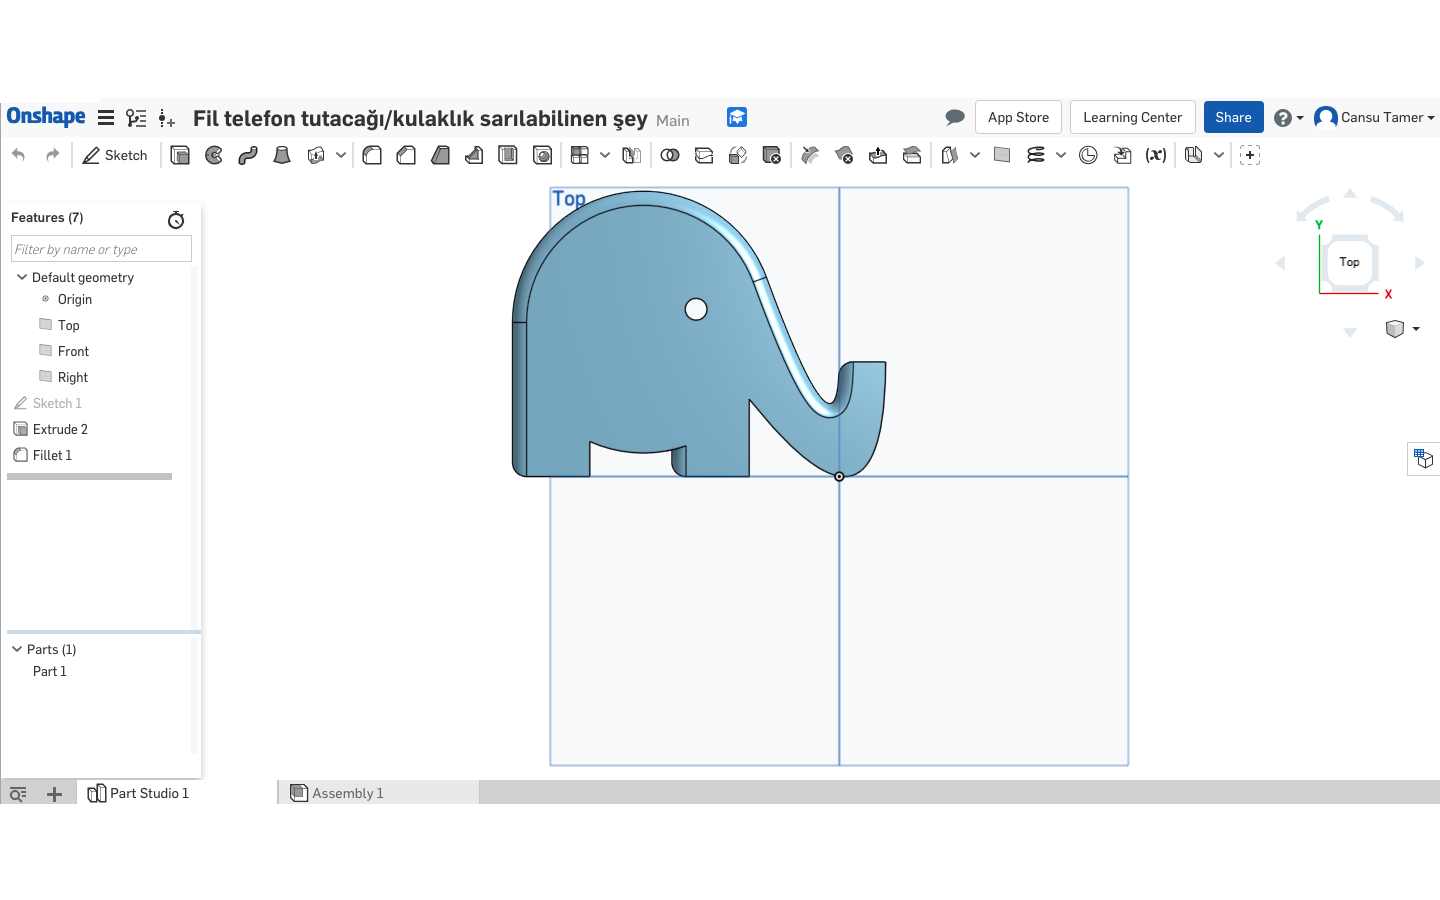 Onshape Fil telefon tutacağı/kulaklık sarılabilinen şey Main App Store Learning Center Share Cansu Tamer
Sketch (x)
Features (7)
Filter by name or type
Default geometry
Origin
Top
Front
Right
Sketch 1
Extrude 2
Fillet 1
Parts (1)
Part 1
Top
Y
Top
X
Part Studio 1
Assembly 1